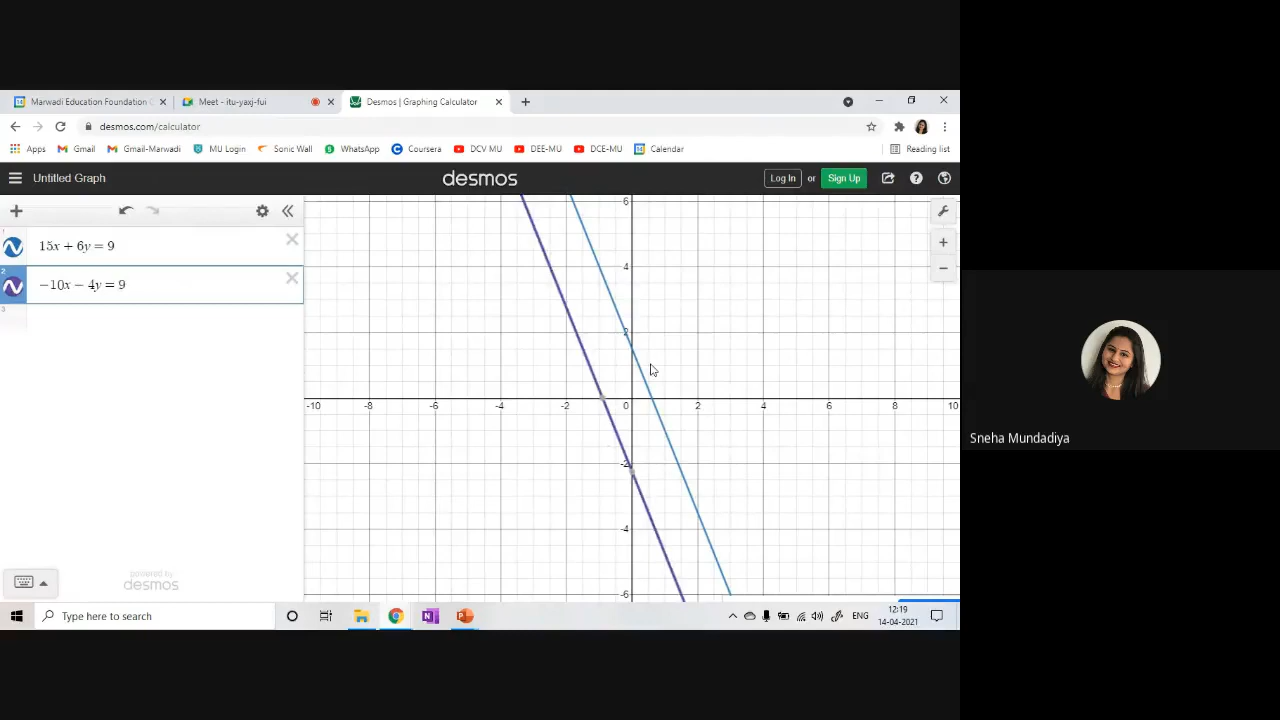 Marwadi Education Foundation
Meet - itu-yaxj-fui
Desmos | Graphing Calculator
desmos.com/calculator
Apps
Gmail
Gmail-Marwadi
MU Login
Sonic Wall
WhatsApp
Coursera
DCV MU
DEE-MU
DCE-MU
Calendar
Reading list
Untitled Graph
desmos
Log In
or
Sign Up
1
15x + 6y = 9
2
−10x − 4y = 9
3
6
4
2
-10
-8
-6
-4
-2
0
2
4
6
8
10
-2
-4
-6
powered by
desmos
Sneha Mundadiya
Type here to search
ENG
12:19
14-04-2021